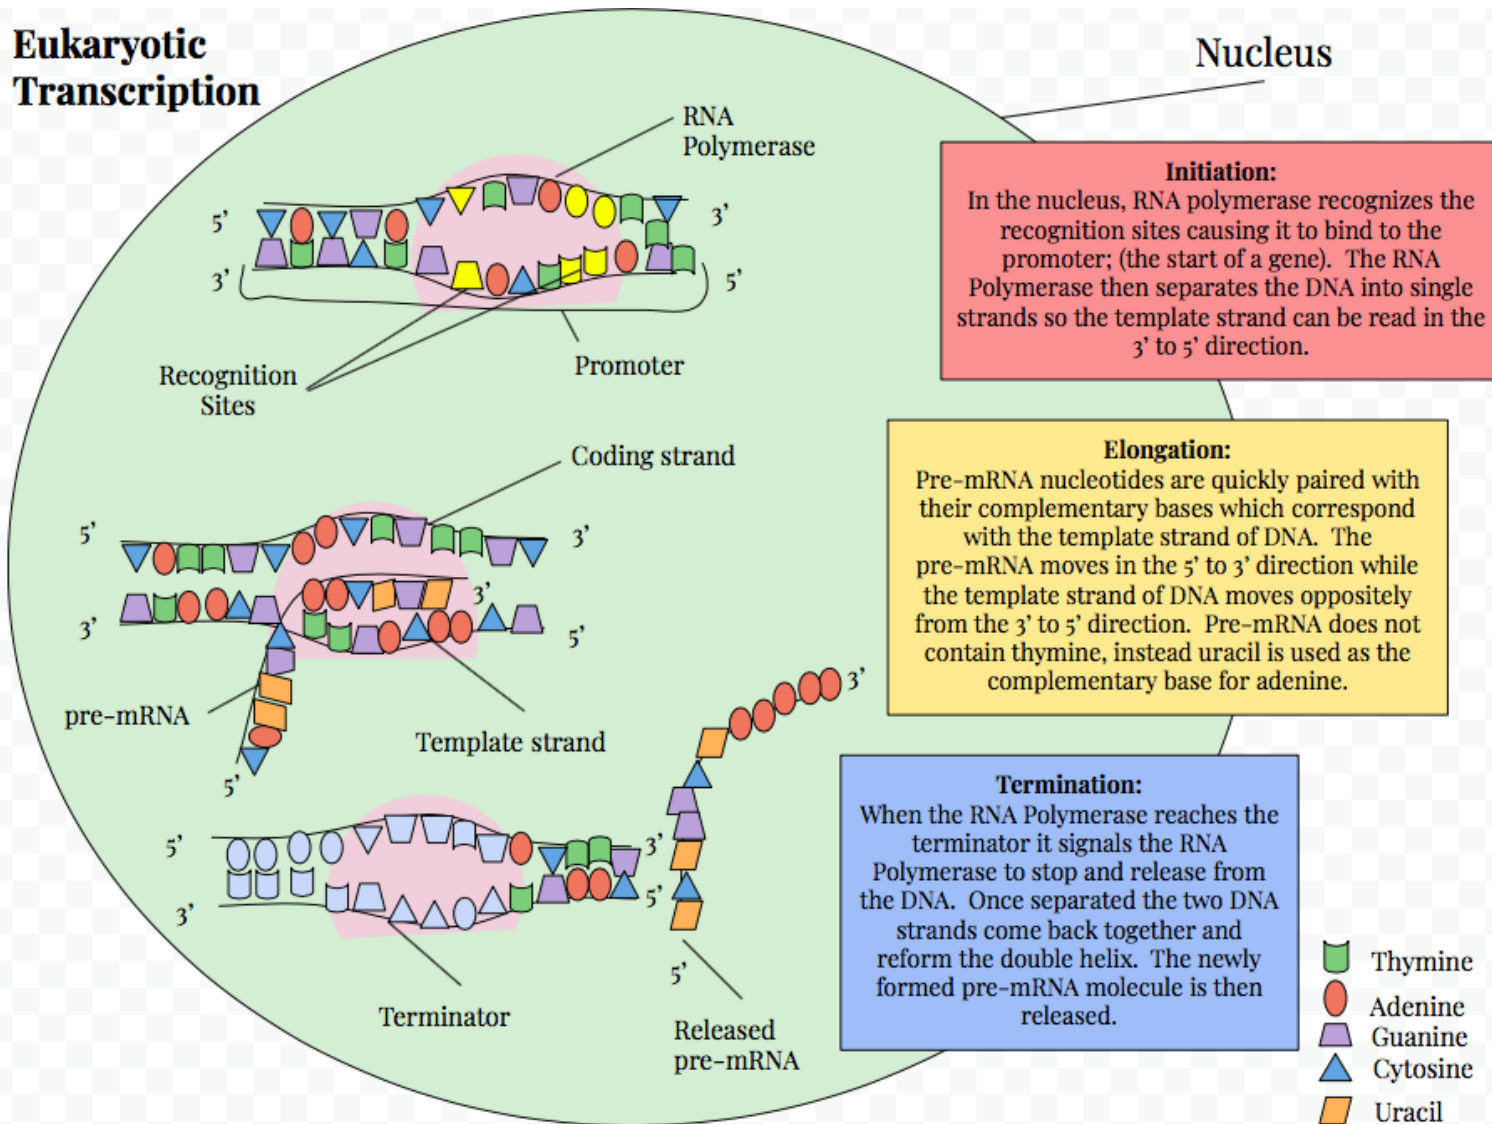 Eukaryotic
Transcription
Nucleus
RNA
Polymerase
5’
3’
3’
5’
Promoter
Recognition
Sites
Initiation:
In the nucleus, RNA polymerase recognizes the
recognition sites causing it to bind to the
promoter; (the start of a gene). The RNA
Polymerase then separates the DNA into single
strands so the template strand can be read in the
3’ to 5’ direction.
Coding strand
5’
3’
3’
3’
5’
pre-mRNA
Template strand
5’
Elongation:
Pre-mRNA nucleotides are quickly paired with
their complementary bases which correspond
with the template strand of DNA. The
pre-mRNA moves in the 5’ to 3’ direction while
the template strand of DNA moves oppositely
from the 3’ to 5’ direction. Pre-mRNA does not
contain thymine, instead uracil is used as the
complementary base for adenine.
3’
5’
3’
3’
5’
5’
Terminator
Released
pre-mRNA
Termination:
When the RNA Polymerase reaches the
terminator it signals the RNA
Polymerase to stop and release from
the DNA. Once separated the two DNA
strands come back together and
reform the double helix. The newly
formed pre-mRNA molecule is then
released.
Thymine
Adenine
Guanine
Cytosine
Uracil